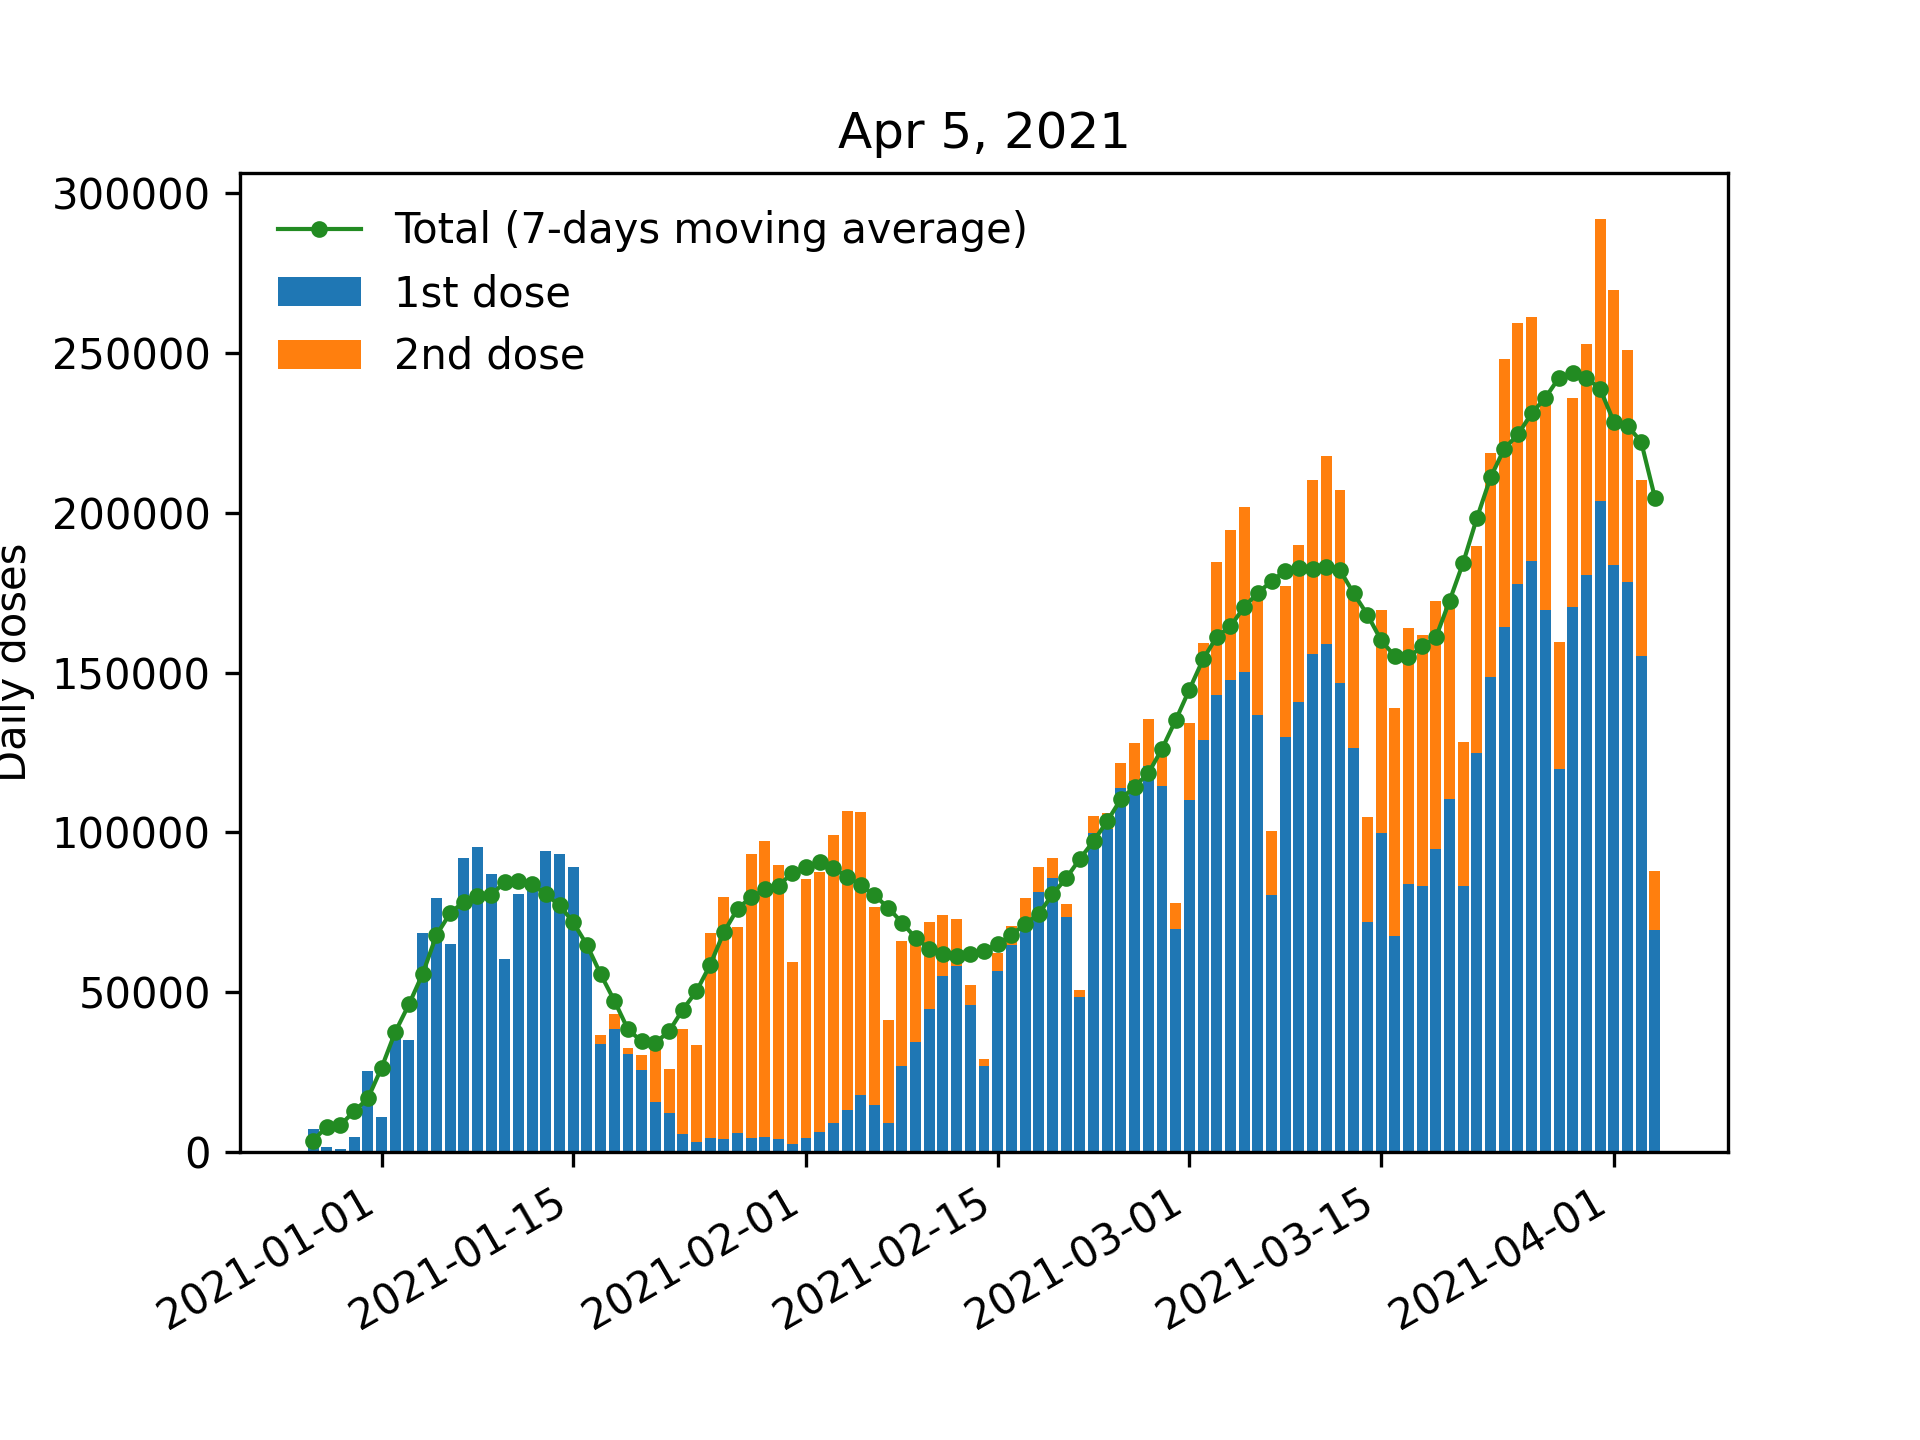 Apr 5, 2021
Total (7-days moving average)
1st dose
2nd dose
Daily doses
300000
250000
200000
150000
100000
50000
0
2021-01-01
2021-01-15
2021-02-01
2021-02-15
2021-03-01
2021-03-15
2021-04-01